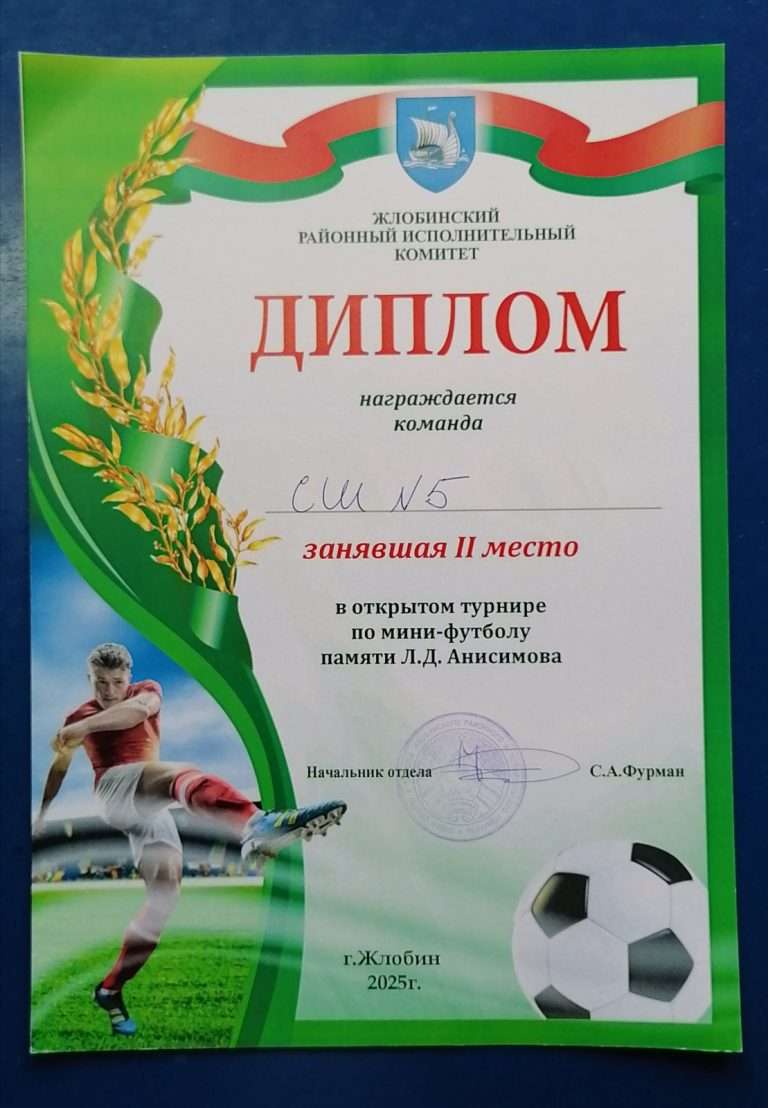 ЖЛОБИНСКИЙ
РАЙОННЫЙ ИСПОЛНИТЕЛЬНЫЙ
КОМИТЕТ
ДИПЛОМ
награждается
команда
СШ №5
занявшая II место
в открытом турнире
по мини-футболу
памяти Л.Д. Анисимова
Начальник отдела С.А.Фурман
г.Жлобин
2025г.